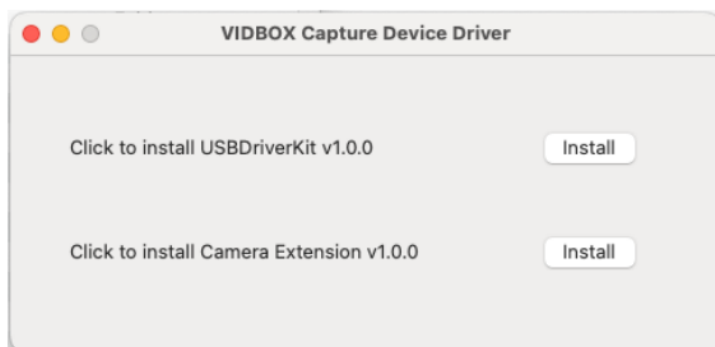 VIDBOX Capture Device Driver
Click to install USBDriverKit v1.0.0 Install
Click to install Camera Extension v1.0.0 Install